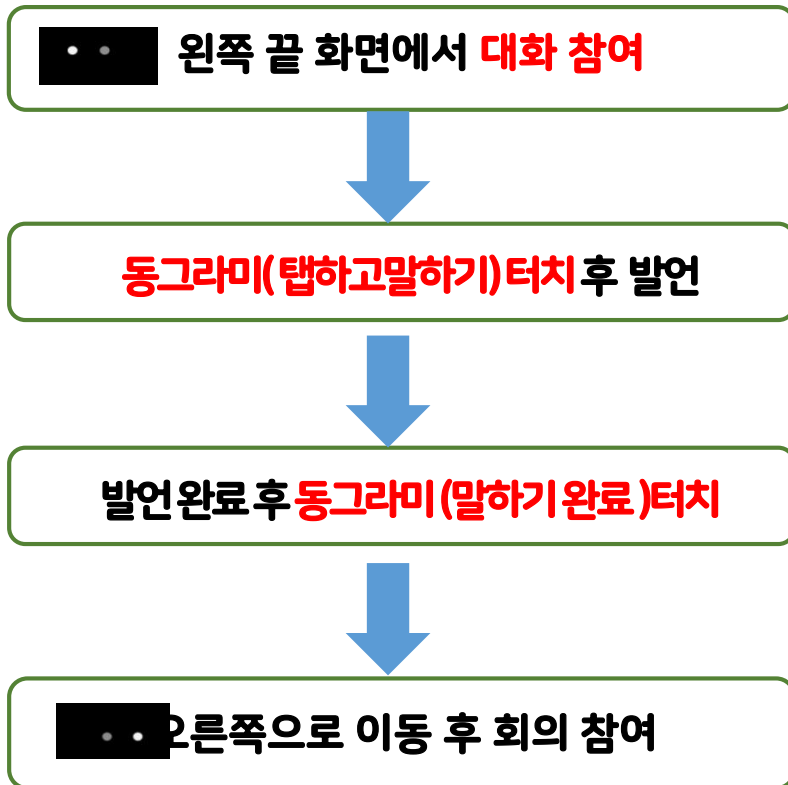 왼쪽 끝 화면에서 대화 참여
동그라미(탭하고말하기)터치 후 발언
발언 완료 후 동그라미(말하기 완료)터치
오른쪽으로 이동 후 회의 참여